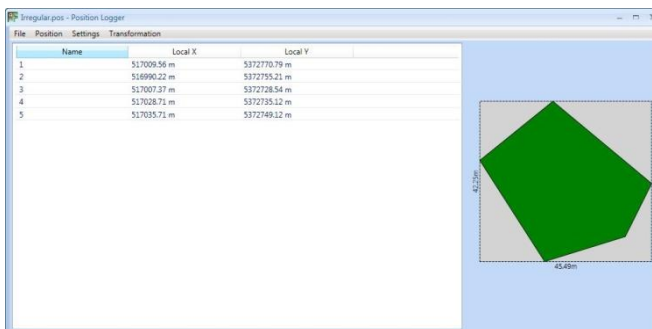 Irregular.pos - Position Logger
File Position Settings Transformation
Name Local X Local Y
1 517009.56 m 5372770.79 m
2 516990.22 m 5372755.21 m
3 517007.37 m 5372728.54 m
4 517028.71 m 5372735.12 m
5 517035.71 m 5372749.12 m
42.25m
45.49m